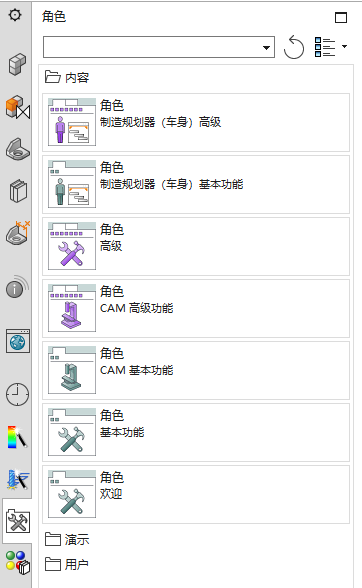 角色
内容
角色
制造规划器（车身）高级
角色
制造规划器（车身）基本功能
角色
高级
角色
CAM 高级功能
角色
CAM 基本功能
角色
基本功能
角色
欢迎
演示
用户